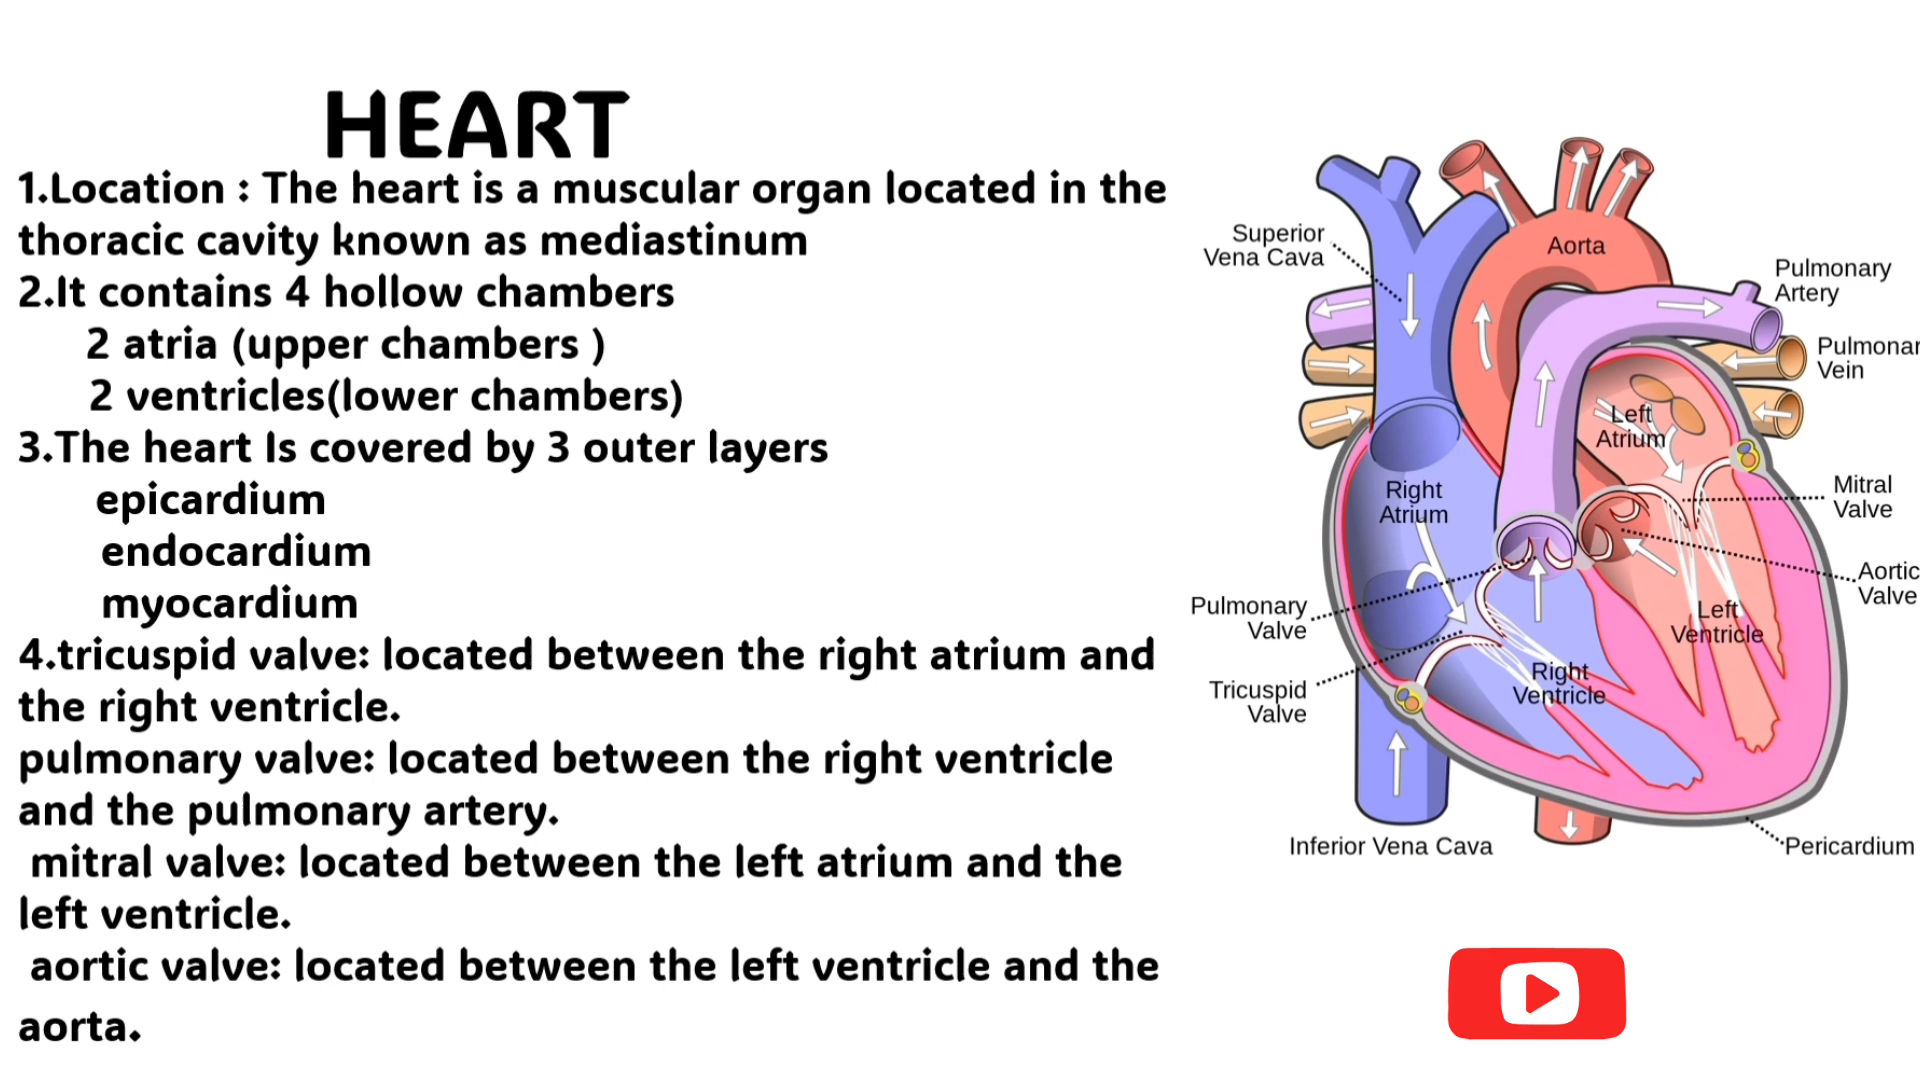 HEART
1.Location : The heart is a muscular organ located in the
thoracic cavity known as mediastinum
2.It contains 4 hollow chambers
2 atria (upper chambers )
2 ventricles(lower chambers)
3.The heart Is covered by 3 outer layers
epicardium
endocardium
myocardium
4.tricuspid valve: located between the right atrium and
the right ventricle.
pulmonary valve: located between the right ventricle
and the pulmonary artery.
mitral valve: located between the left atrium and the
left ventricle.
aortic valve: located between the left ventricle and the
aorta.
Superior
Vena Cava
Aorta
Pulmonary
Artery
Pulmonar
Vein
Left
Atrium
Right
Atrium
Mitral
Valve
Aortic
Valve
Pulmonary
Valve
Left
Ventricle
Right
Ventricle
Tricuspid
Valve
Inferior Vena Cava
Pericardium